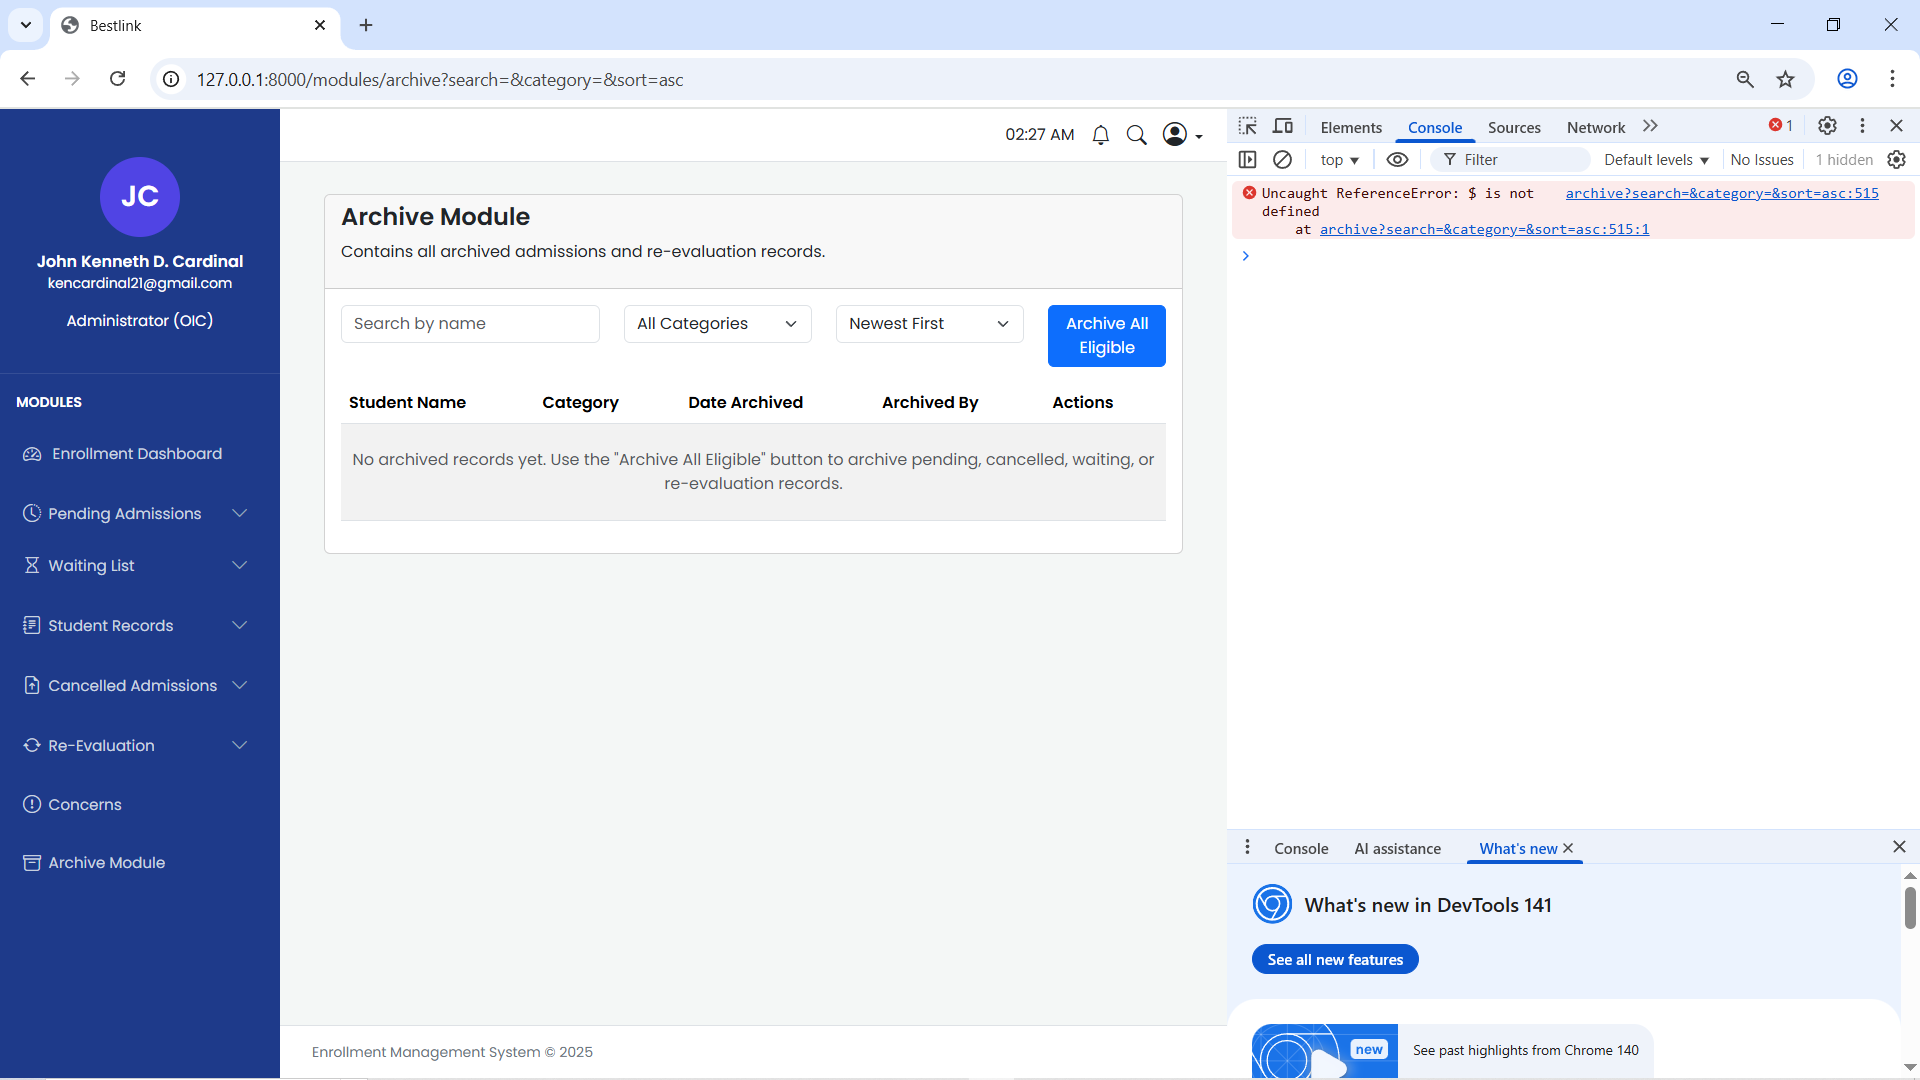 Bestlink
127.0.0.1:8000/modules/archive?search=&category=&sort=asc
JC
John Kenneth D. Cardinal
kencardinal21@gmail.com
Administrator (OIC)
MODULES
Enrollment Dashboard
Pending Admissions
Waiting List
Student Records
Cancelled Admissions
Re-Evaluation
Concerns
Archive Module
02:27 AM
Archive Module
Contains all archived admissions and re-evaluation records.
Search by name
All Categories
Newest First
Archive All
Eligible
Student Name Category Date Archived Archived By Actions
No archived records yet. Use the "Archive All Eligible" button to archive pending, cancelled, waiting, or
re-evaluation records.
Enrollment Management System © 2025
Elements Console Sources Network 1
top Filter Default levels No Issues 1 hidden
Uncaught ReferenceError: $ is not archive?search=&category=&sort=asc:515
defined
at archive?search=&category=&sort=asc:515:1
Console AI assistance What's new
What's new in DevTools 141
See all new features
new
See past highlights from Chrome 140